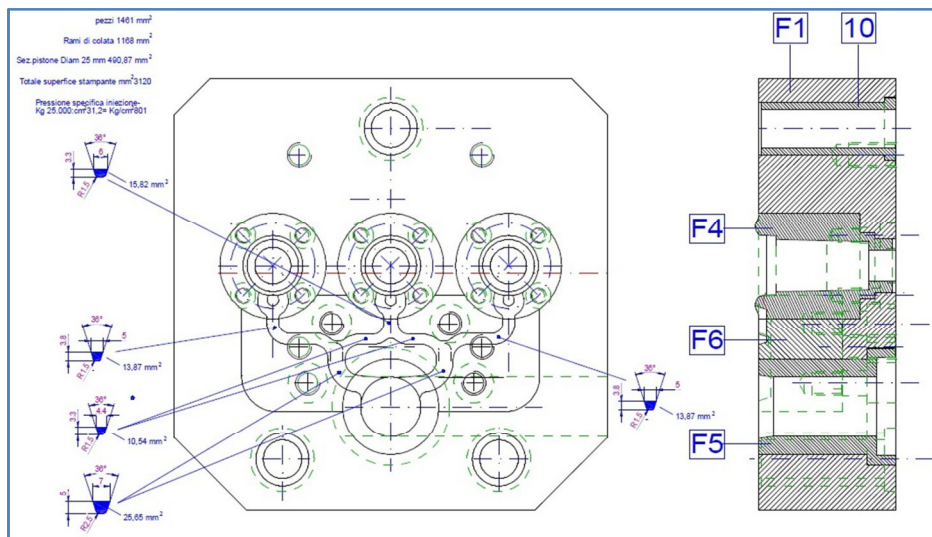 pezzi 1461 mm²
Rami di colata 1168 mm²
Sez.pistone Diam 25 mm 490,87 mm²
Totale superfice stampante mm²3120
Pressione specifica iniezione-
Kg 25.000:cm²31,2= Kg/cm²801
F1
10
36°
6
3.3
R1.5
15,82 mm²
F4
36°
5
3.8
R1.5
13,87 mm²
F6
36°
5
3.8
R1.5
13,87 mm²
36°
4.4
3.3
R1.5
10,54 mm²
F5
36°
7
5
R2.5
25,65 mm²